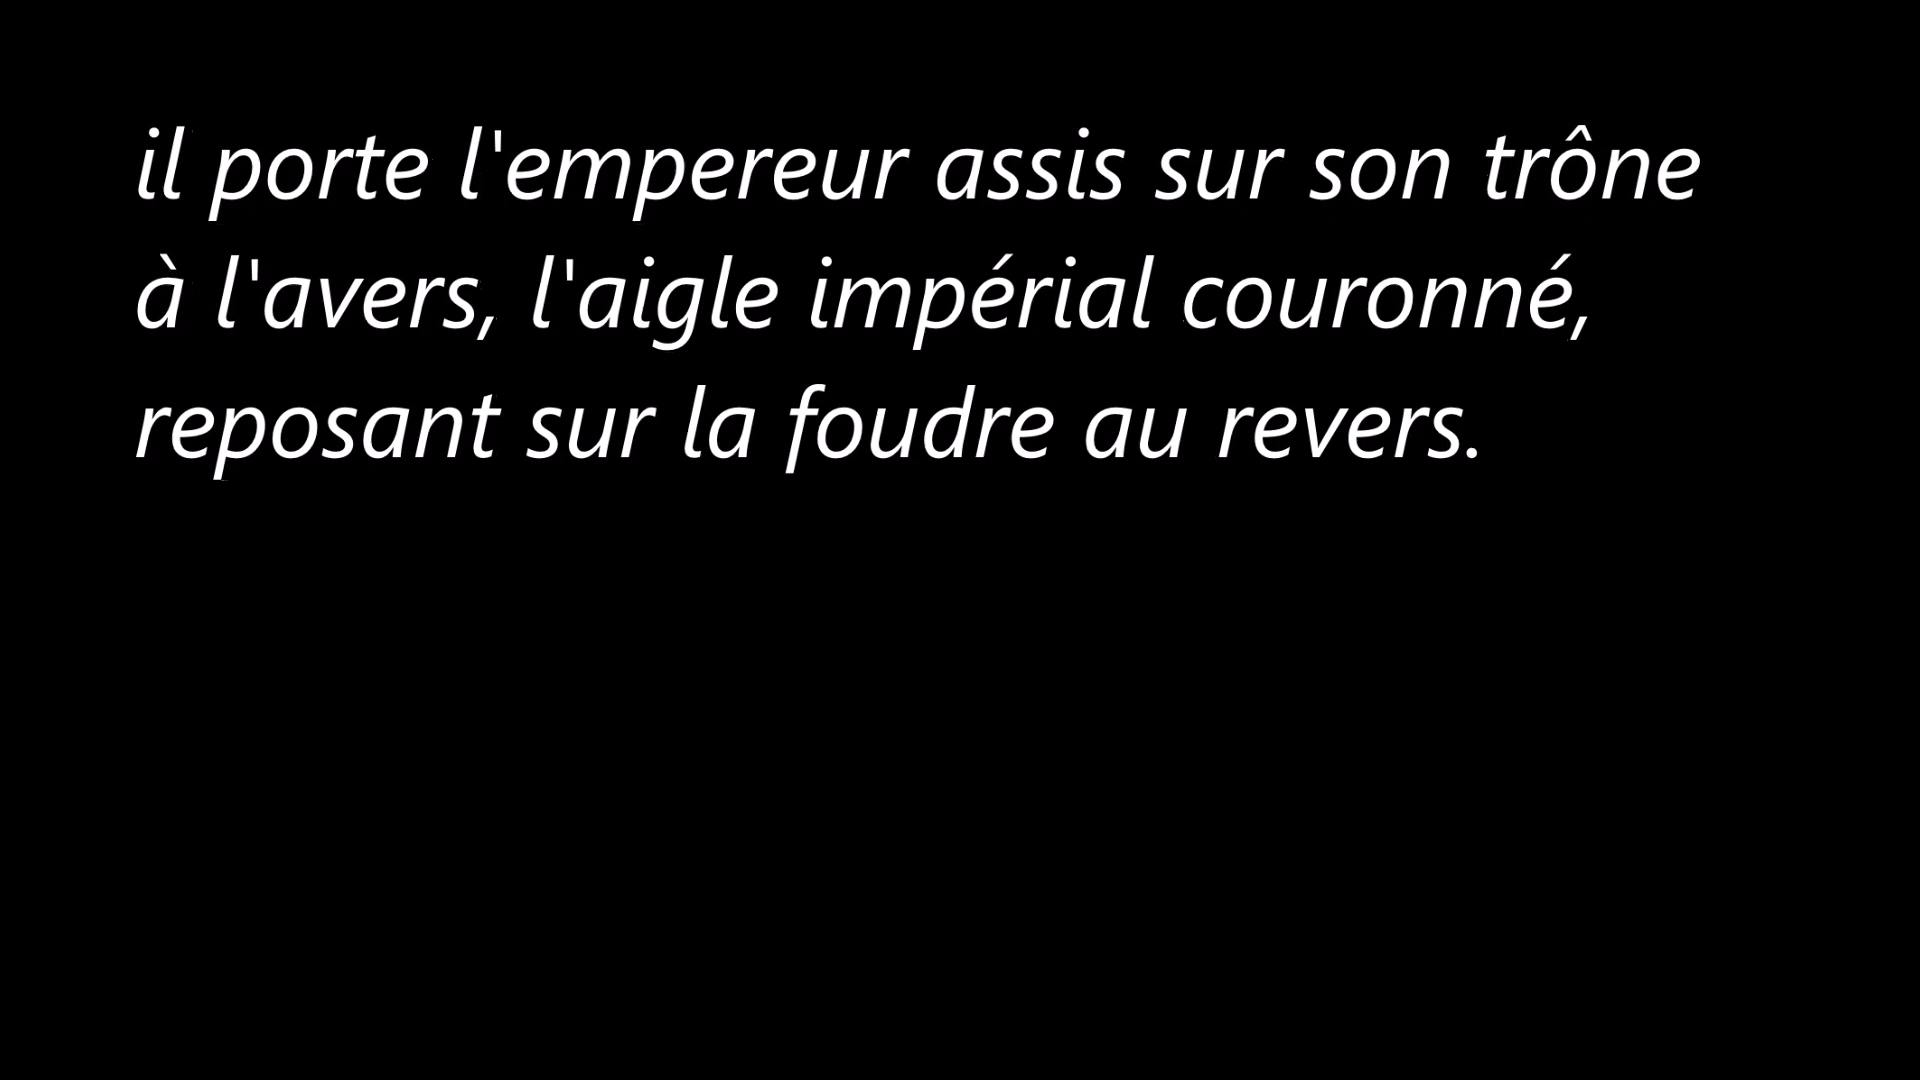 il porte l'empereur assis sur son trône
à l'avers, l'aigle impérial couronné,
reposant sur la foudre au revers.